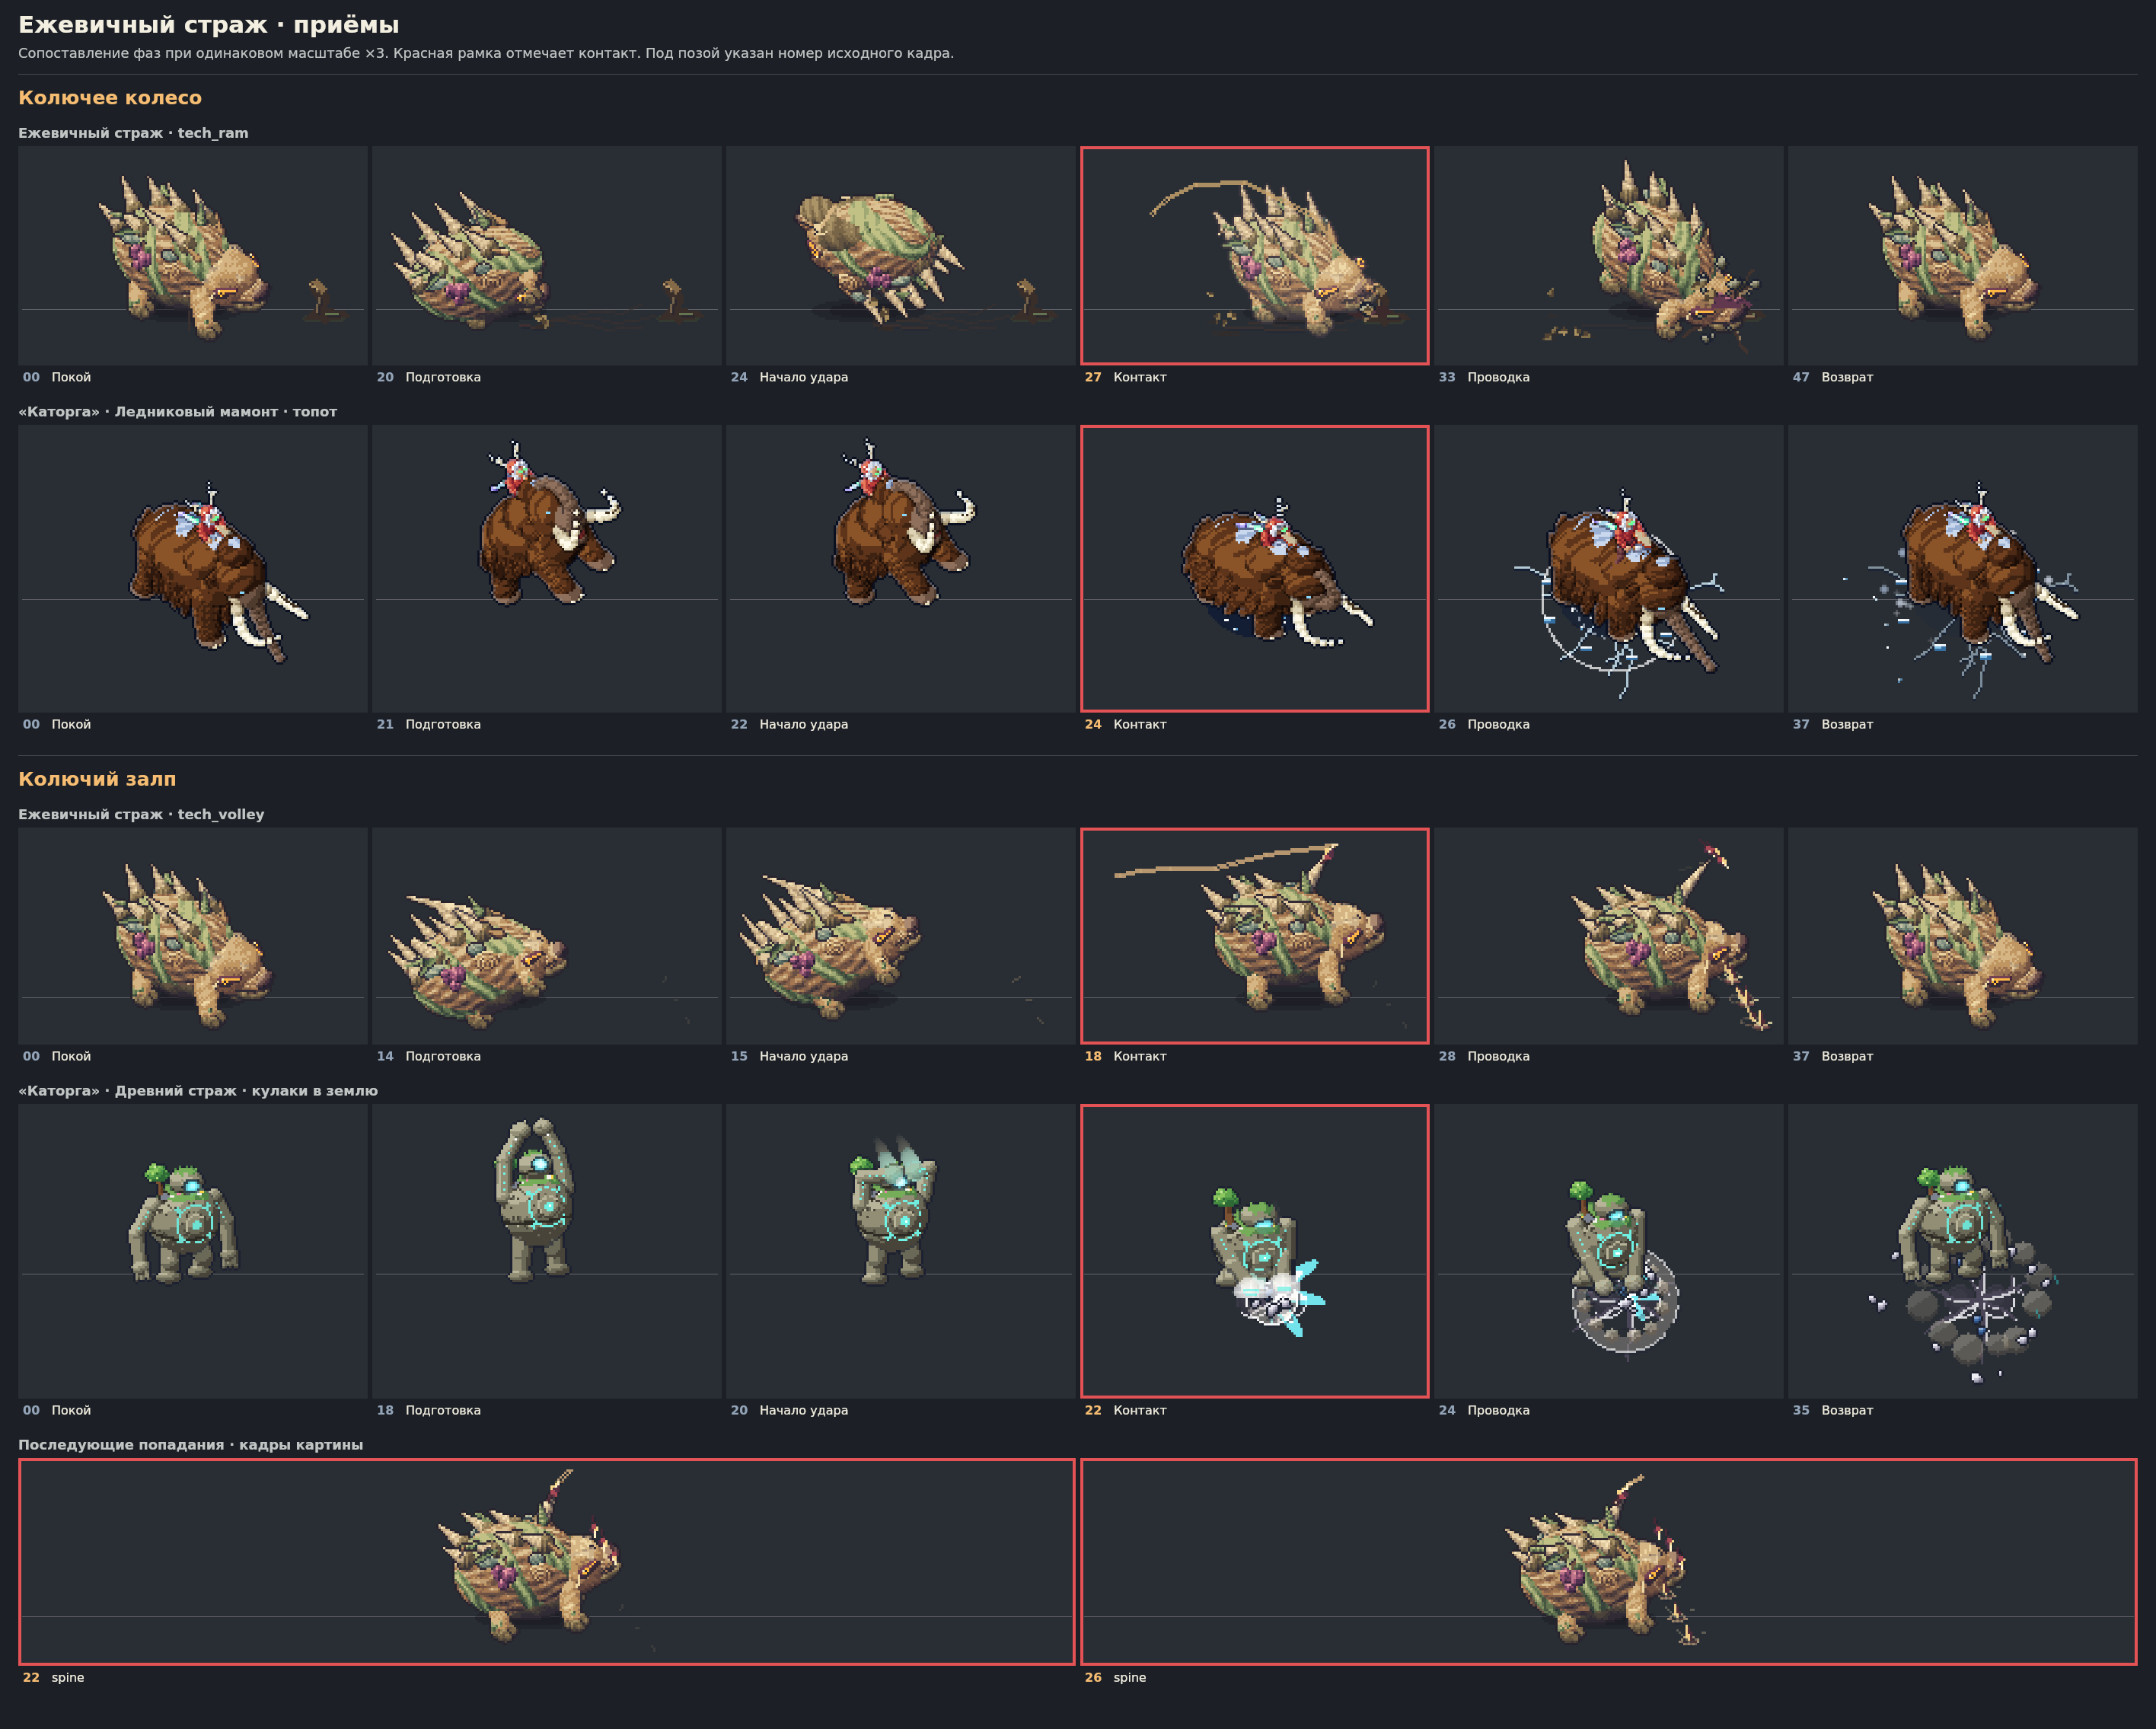 Ежевичный страж · приёмы
Сопоставление фаз при одинаковом масштабе ×3. Красная рамка отмечает контакт. Под позой указан номер исходного кадра.
Колючее колесо
Ежевичный страж · tech_ram
00 Покой
20 Подготовка
24 Начало удара
27 Контакт
33 Проводка
47 Возврат
«Каторга» · Ледниковый мамонт · топот
00 Покой
21 Подготовка
22 Начало удара
24 Контакт
26 Проводка
37 Возврат
Колючий залп
Ежевичный страж · tech_volley
00 Покой
14 Подготовка
15 Начало удара
18 Контакт
28 Проводка
37 Возврат
«Каторга» · Древний страж · кулаки в землю
00 Покой
18 Подготовка
20 Начало удара
22 Контакт
24 Проводка
35 Возврат
Последующие попадания · кадры картины
22 spine
26 spine